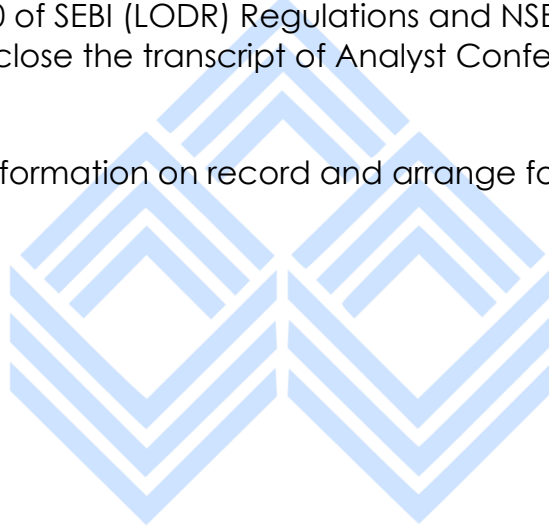 0 of SEBI (LODR) Regulations and NSE
close the transcript of Analyst Confe
formation on record and arrange fo